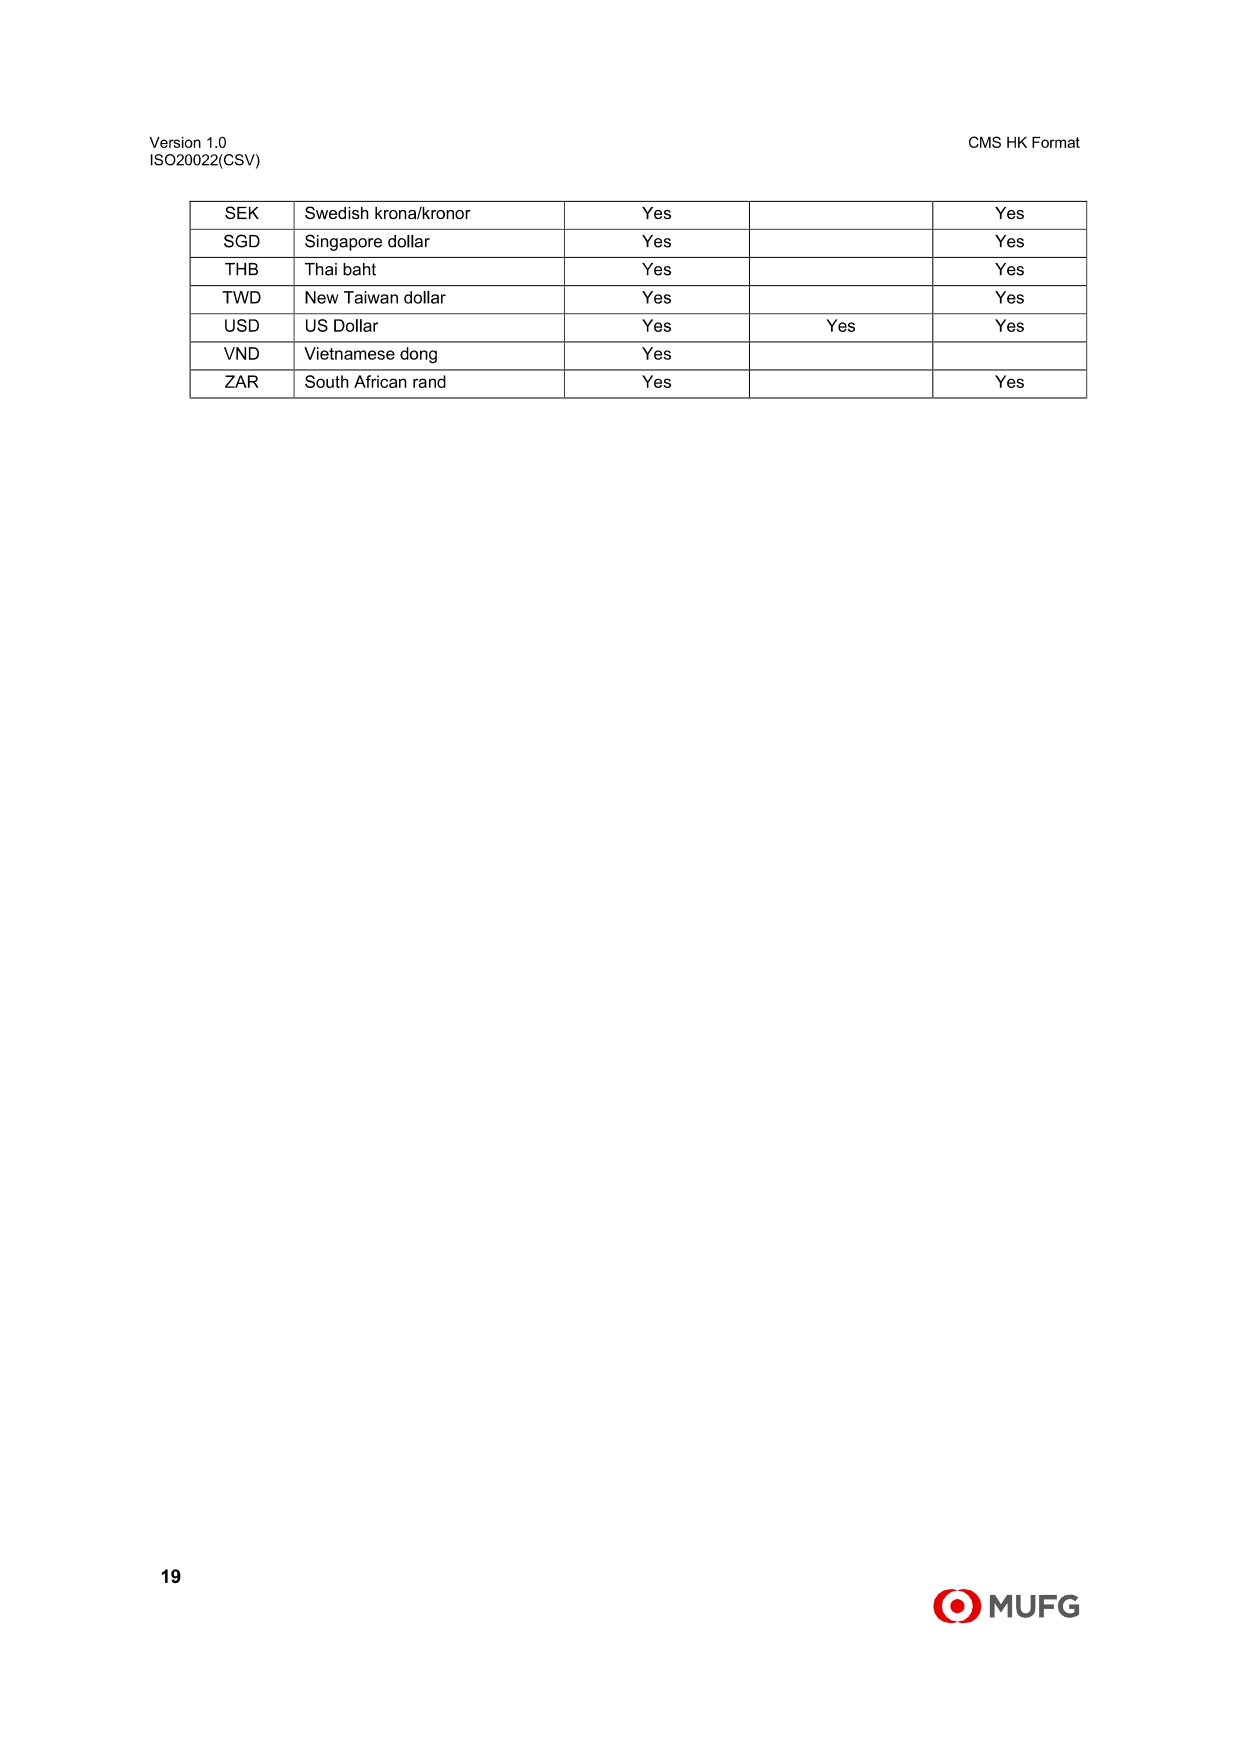 Version 1.0 CMS HK Format
ISO20022(CSV)
SEK Swedish krona/kronor Yes Yes
SGD Singapore dollar Yes Yes
THB Thai baht Yes Yes
TWD New Taiwan dollar Yes Yes
USD US Dollar Yes Yes Yes
VND Vietnamese dong Yes
ZAR South African rand Yes Yes
19
MUFG